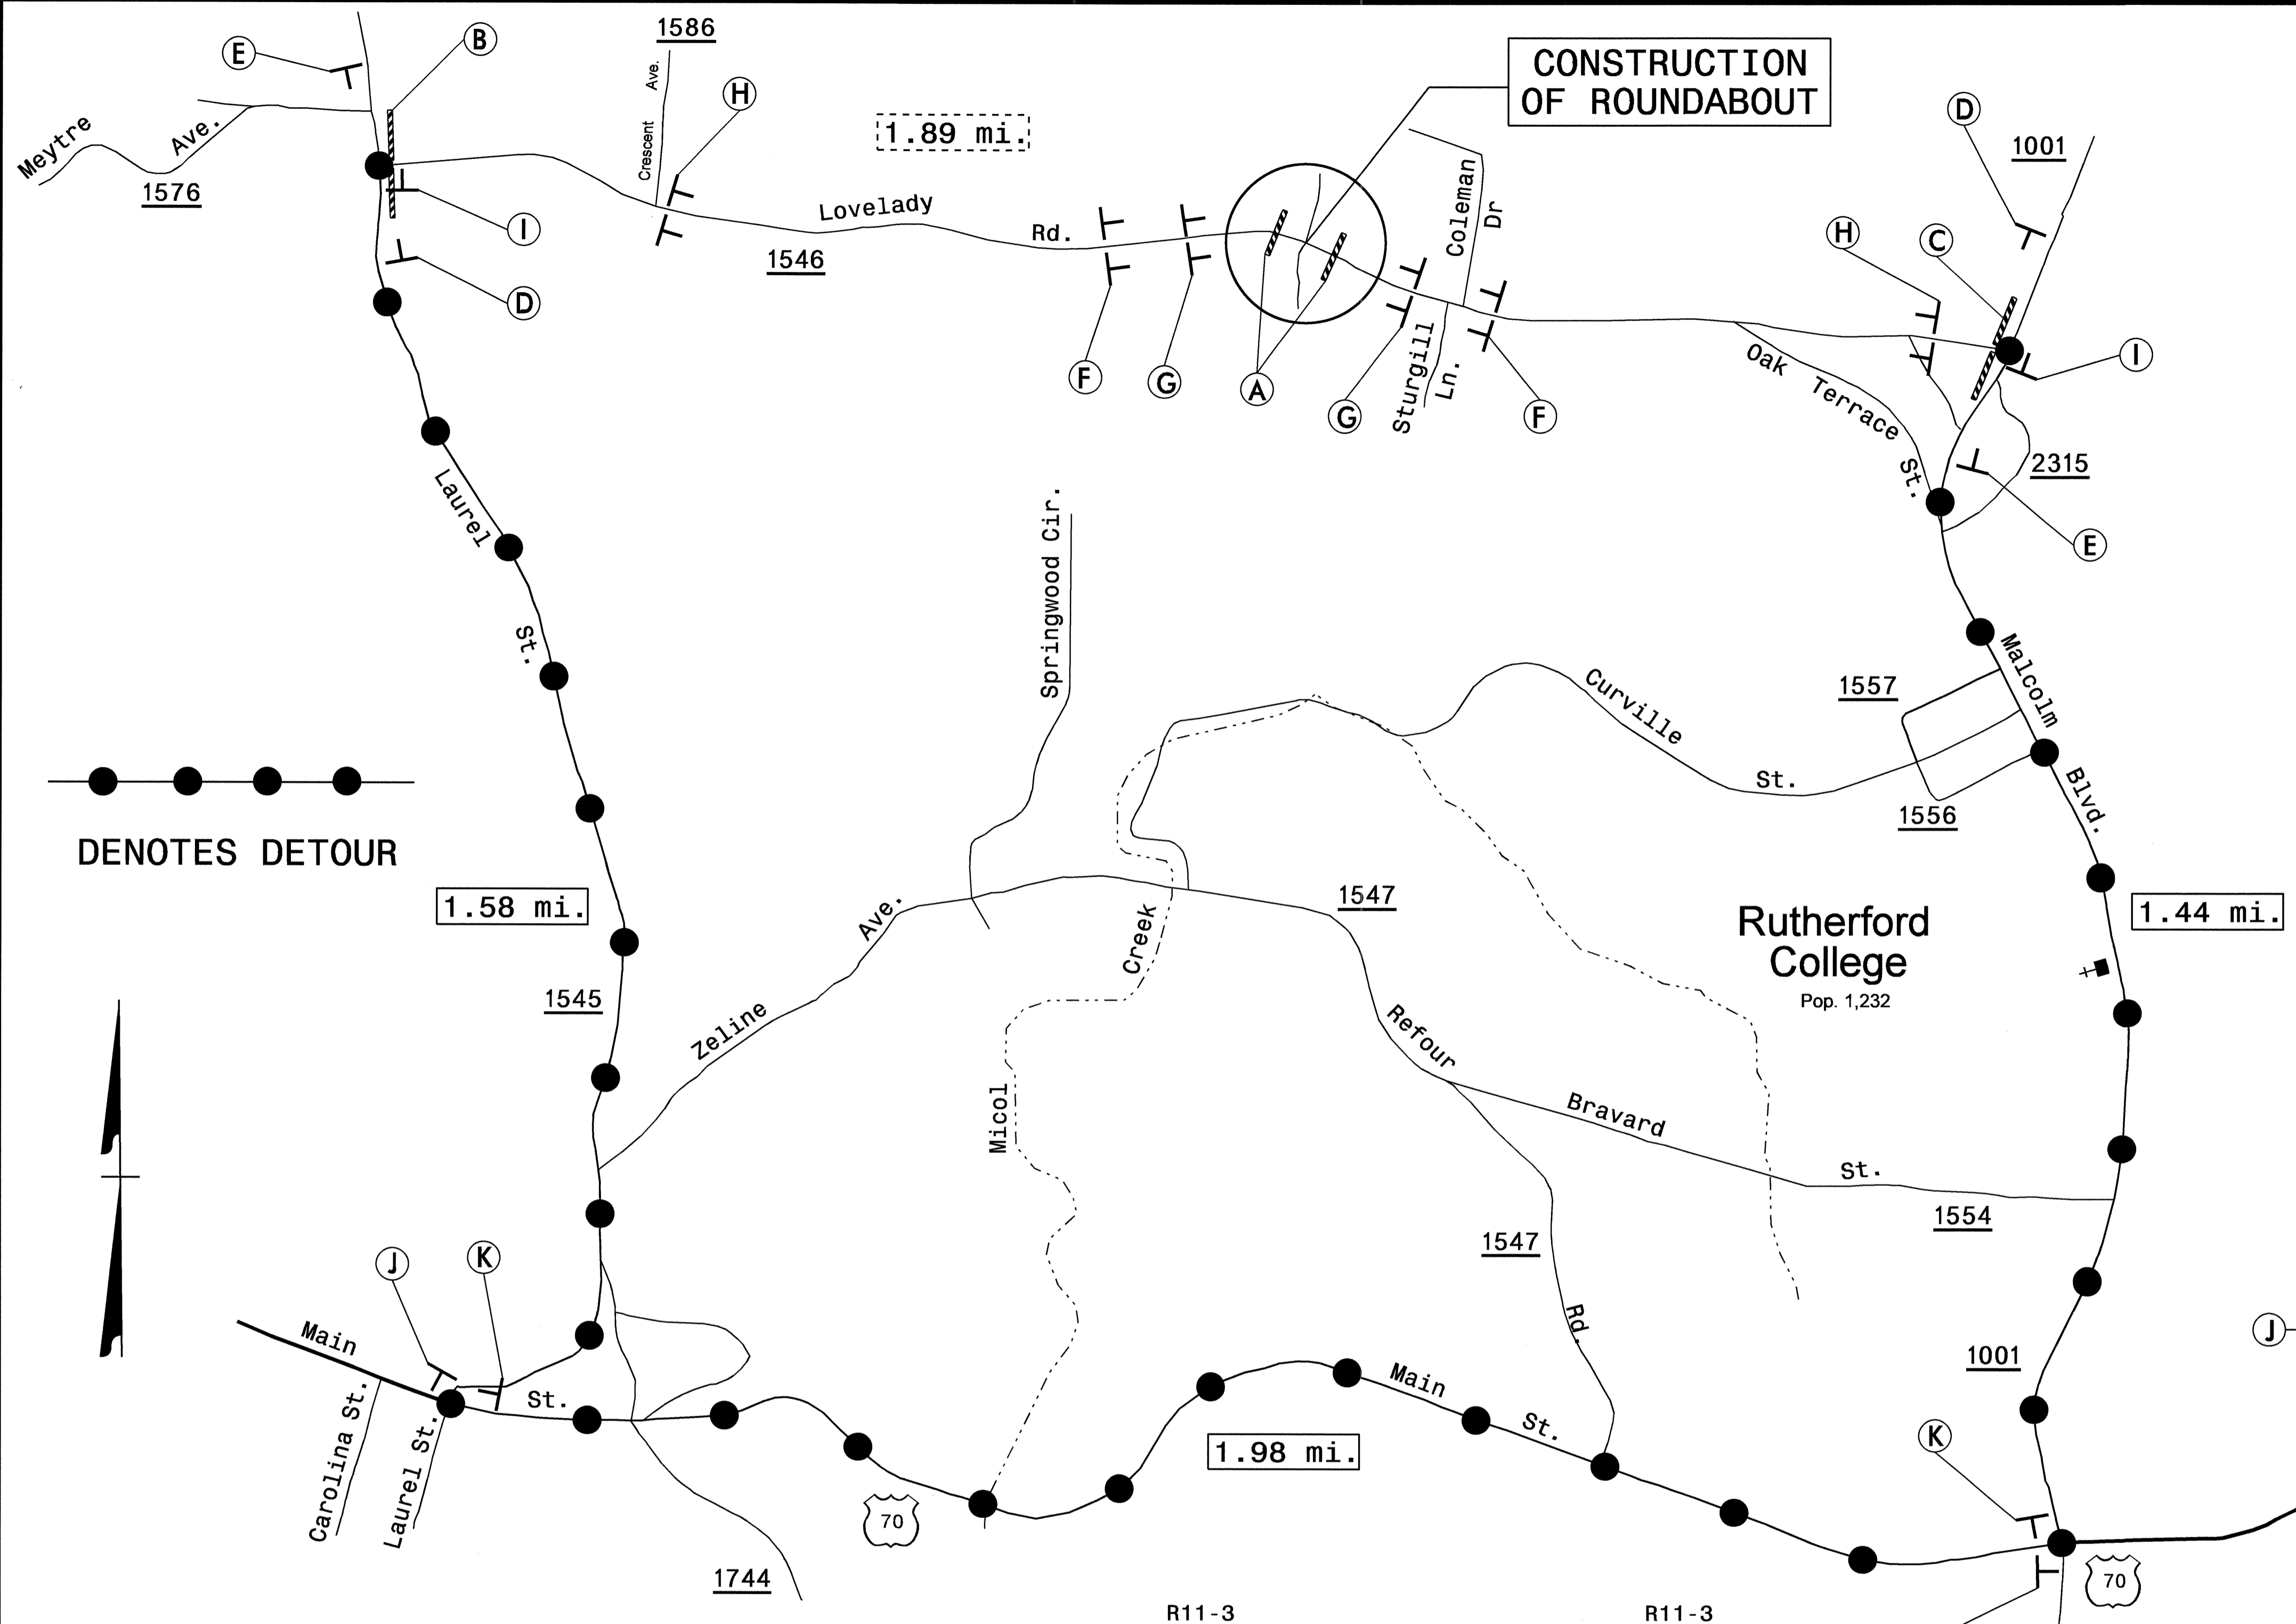 1586
E
B
CONSTRUCTION
OF ROUNDABOUT
Crescent Ave.
H
D
1.89 mi.
1001
Meytre Ave.
1576
Lovelady Rd.
1546
Coleman
Dr
I
D
H
C
I
F
G
A
G
Sturgill
Ln.
F
Oak Terrace St.
2315
E
Laurel St.
Springwood Cir.
1557
Malcolm Blvd.
Curville St.
1556
DENOTES DETOUR
1.58 mi.
1547
1.44 mi.
Rutherford
College
Pop. 1,232
Zeline Ave.
1545
Micol Creek
Refour Rd.
Bravard St.
1554
1547
J
K
J
Main St.
1001
Carolina St.
Laurel St.
Main St.
1.98 mi.
K
70
1744
70
R11-3
R11-3